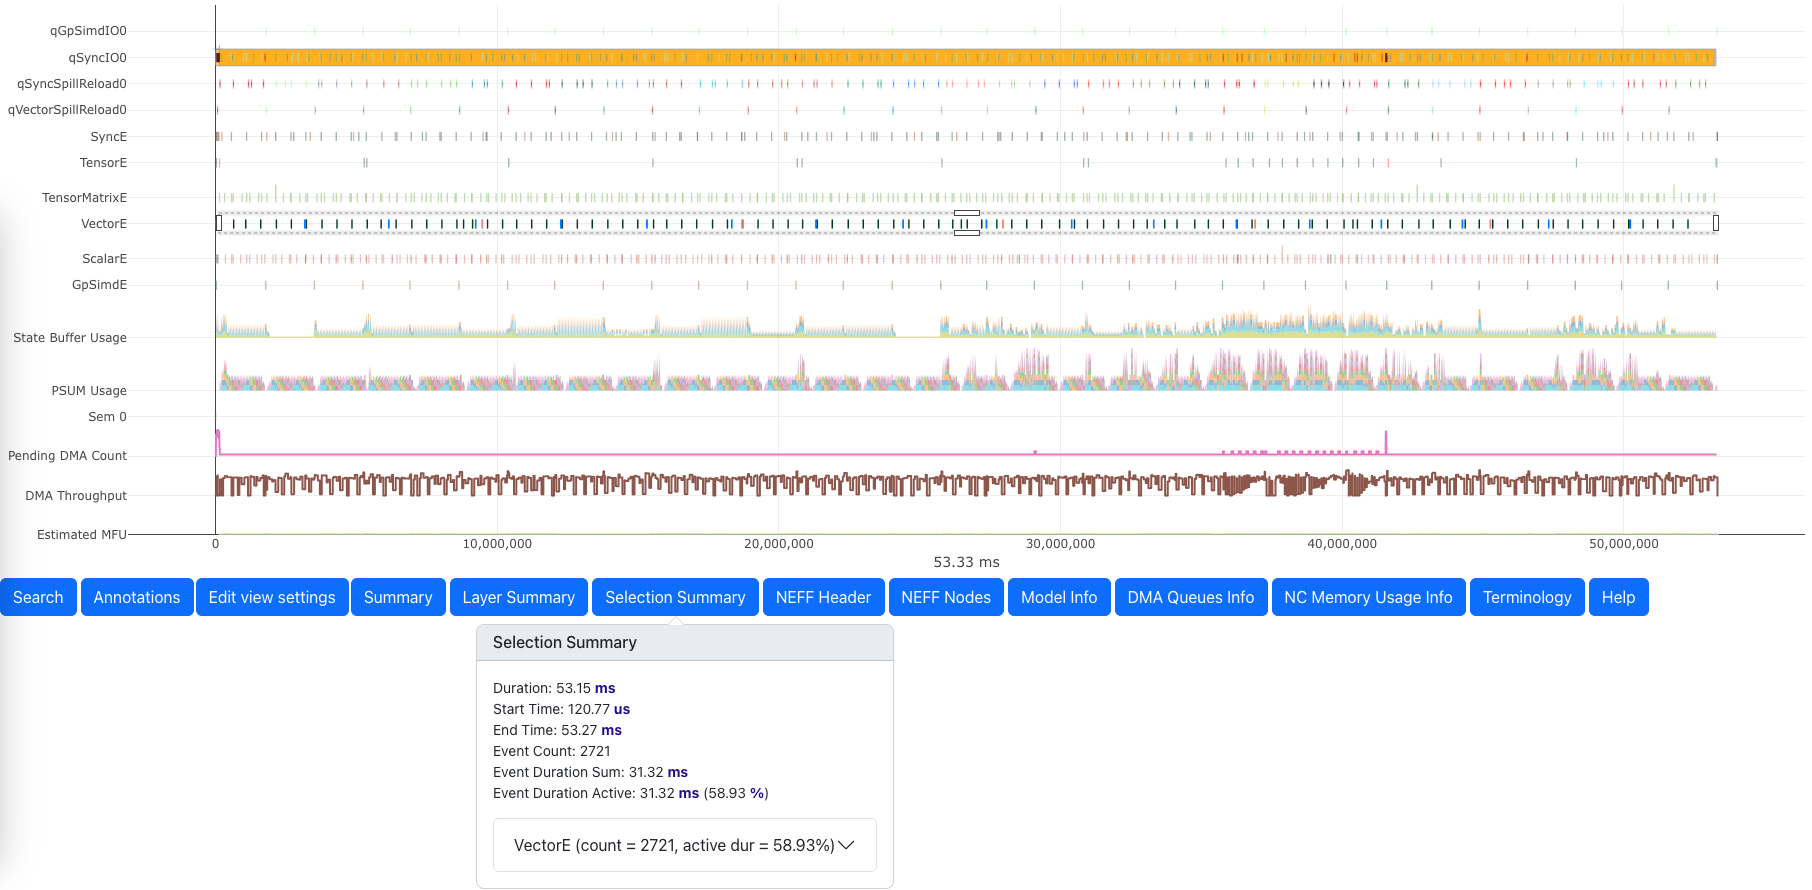 qGpSimdIO0
qSyncIO0
qSyncSpillReload0
qVectorSpillReload0
SyncE
TensorE
TensorMatrixE
VectorE
ScalarE
GpSimdE
State Buffer Usage
PSUM Usage
Sem 0
Pending DMA Count
DMA Throughput
Estimated MFU
0 10,000,000 20,000,000 30,000,000 40,000,000 50,000,000
53.33 ms
Search Annotations Edit view settings Summary Layer Summary Selection Summary NEFF Header NEFF Nodes Model Info DMA Queues Info NC Memory Usage Info Terminology Help
Selection Summary
Duration: 53.15 ms
Start Time: 120.77 us
End Time: 53.27 ms
Event Count: 2721
Event Duration Sum: 31.32 ms
Event Duration Active: 31.32 ms (58.93 %)
VectorE (count = 2721, active dur = 58.93%)